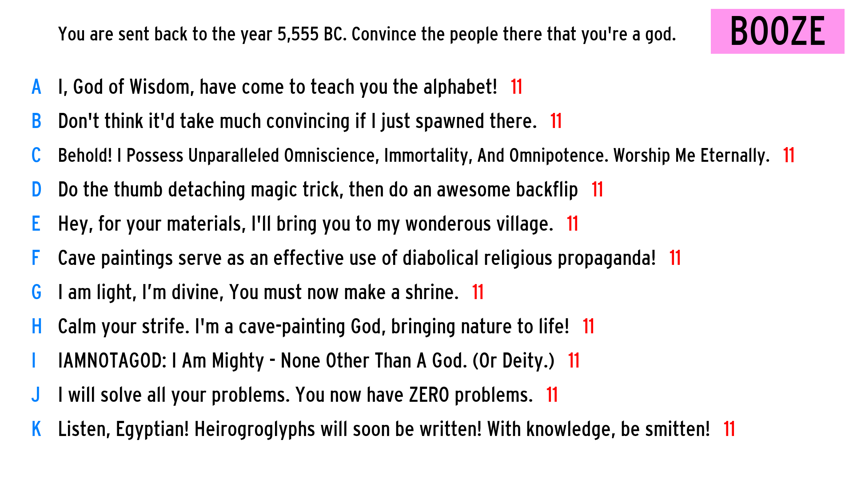 You are sent back to the year 5,555 BC. Convince the people there that you're a god.
BOOZE
A I, God of Wisdom, have come to teach you the alphabet! 11
B Don't think it'd take much convincing if I just spawned there. 11
C Behold! I Possess Unparalleled Omniscience, Immortality, And Omnipotence. Worship Me Eternally. 11
D Do the thumb detaching magic trick, then do an awesome backflip 11
E Hey, for your materials, I'll bring you to my wonderous village. 11
F Cave paintings serve as an effective use of diabolical religious propaganda! 11
G I am light, I’m divine, You must now make a shrine. 11
H Calm your strife. I'm a cave-painting God, bringing nature to life! 11
I IAMNOTAGOD: I Am Mighty - None Other Than A God. (Or Deity.) 11
J I will solve all your problems. You now have ZERO problems. 11
K Listen, Egyptian! Heirogroglyphs will soon be written! With knowledge, be smitten! 11